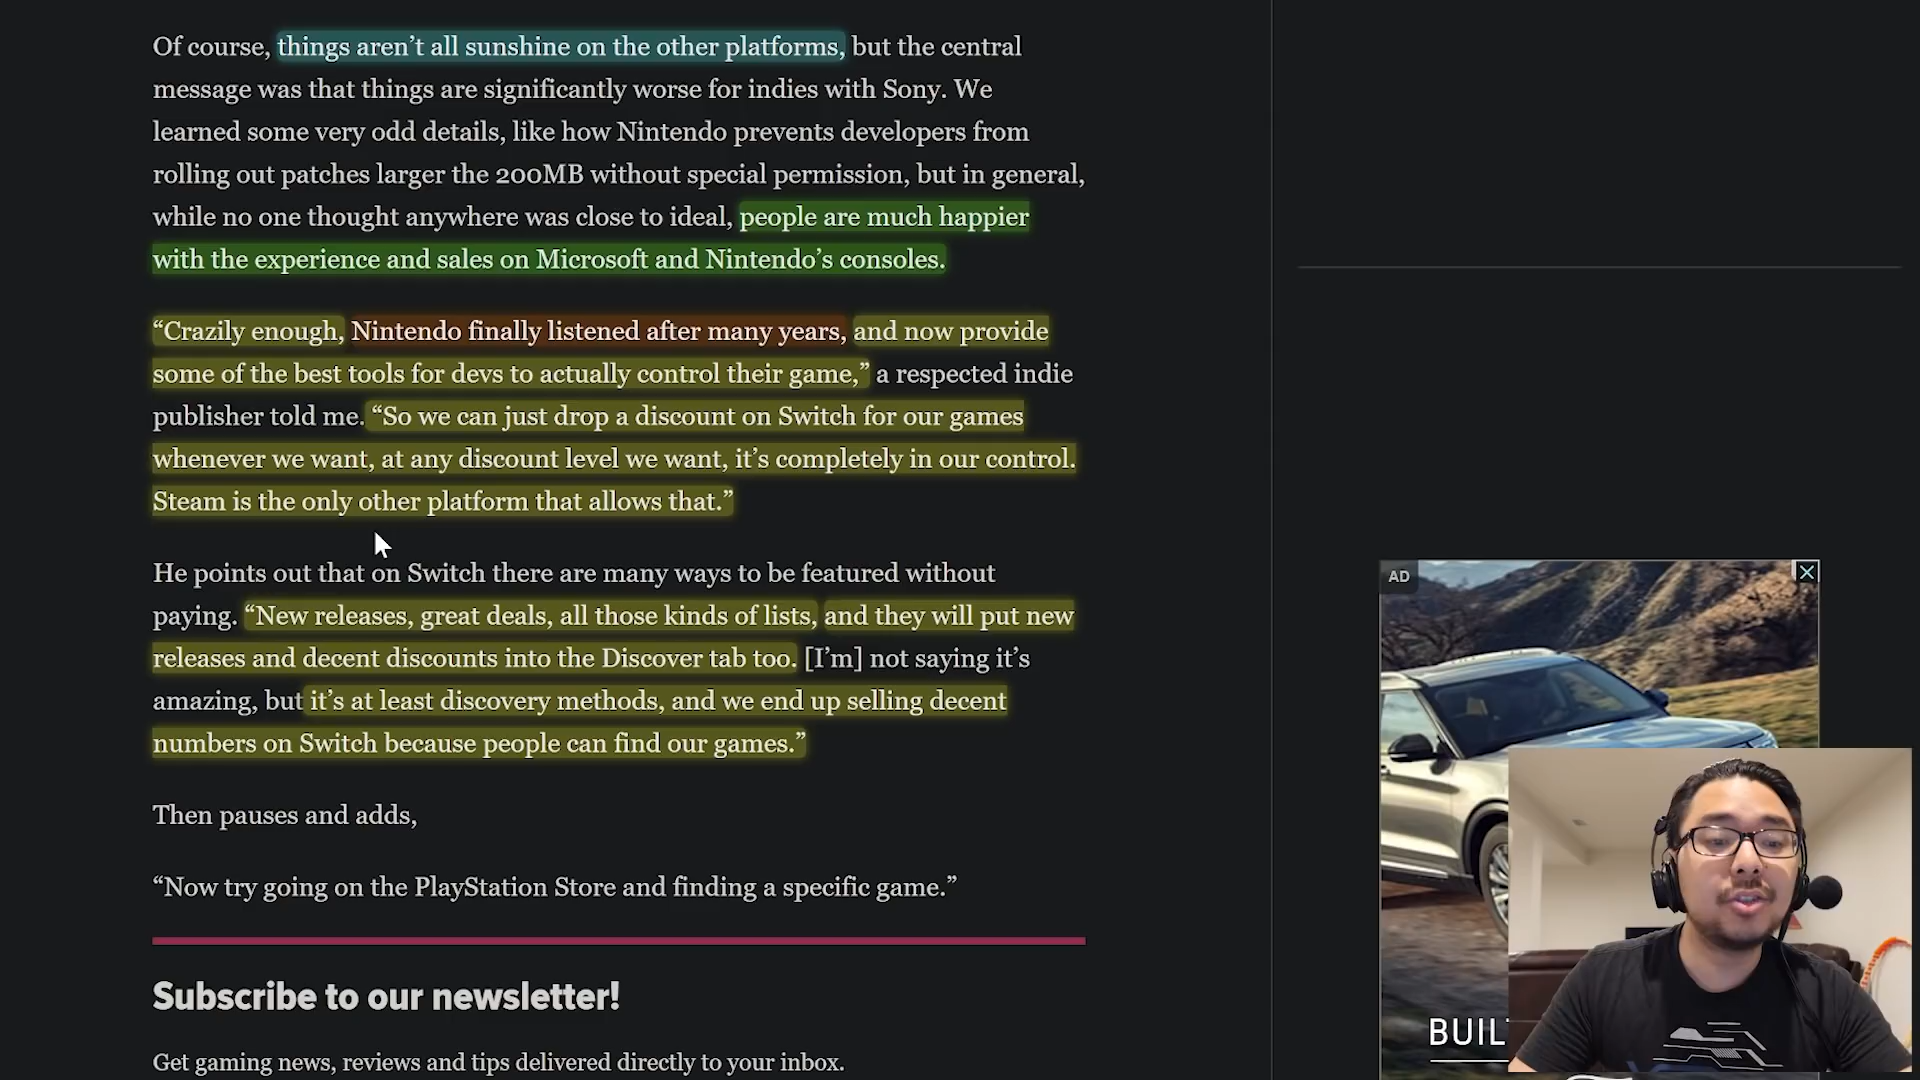 Of course, things aren’t all sunshine on the other platforms, but the central
message was that things are significantly worse for indies with Sony. We
learned some very odd details, like how Nintendo prevents developers from
rolling out patches larger the 200MB without special permission, but in general,
while no one thought anywhere was close to ideal, people are much happier
with the experience and sales on Microsoft and Nintendo’s consoles.
“Crazily enough, Nintendo finally listened after many years, and now provide
some of the best tools for devs to actually control their game,” a respected indie
publisher told me. “So we can just drop a discount on Switch for our games
whenever we want, at any discount level we want, it’s completely in our control.
Steam is the only other platform that allows that.”
He points out that on Switch there are many ways to be featured without
paying. “New releases, great deals, all those kinds of lists, and they will put new
releases and decent discounts into the Discover tab too. [I’m] not saying it’s
amazing, but it’s at least discovery methods, and we end up selling decent
numbers on Switch because people can find our games.”
Then pauses and adds,
“Now try going on the PlayStation Store and finding a specific game.”
Subscribe to our newsletter!
Get gaming news, reviews and tips delivered directly to your inbox.
AD